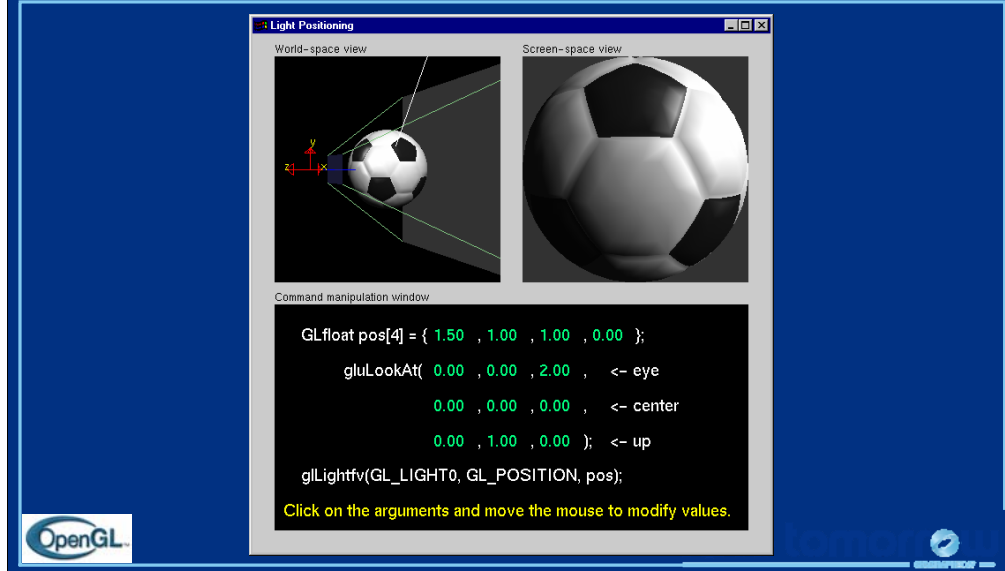 Light Positioning
World-space view
Screen-space view
y
z
x
Command manipulation window
GLfloat pos[4] = { 1.50 , 1.00 , 1.00 , 0.00 };
gluLookAt( 0.00 , 0.00 , 2.00 , <- eye
0.00 , 0.00 , 0.00 , <- center
0.00 , 1.00 , 0.00 ); <- up
glLightfv(GL_LIGHT0, GL_POSITION, pos);
Click on the arguments and move the mouse to modify values.
OpenGL
tomorrow